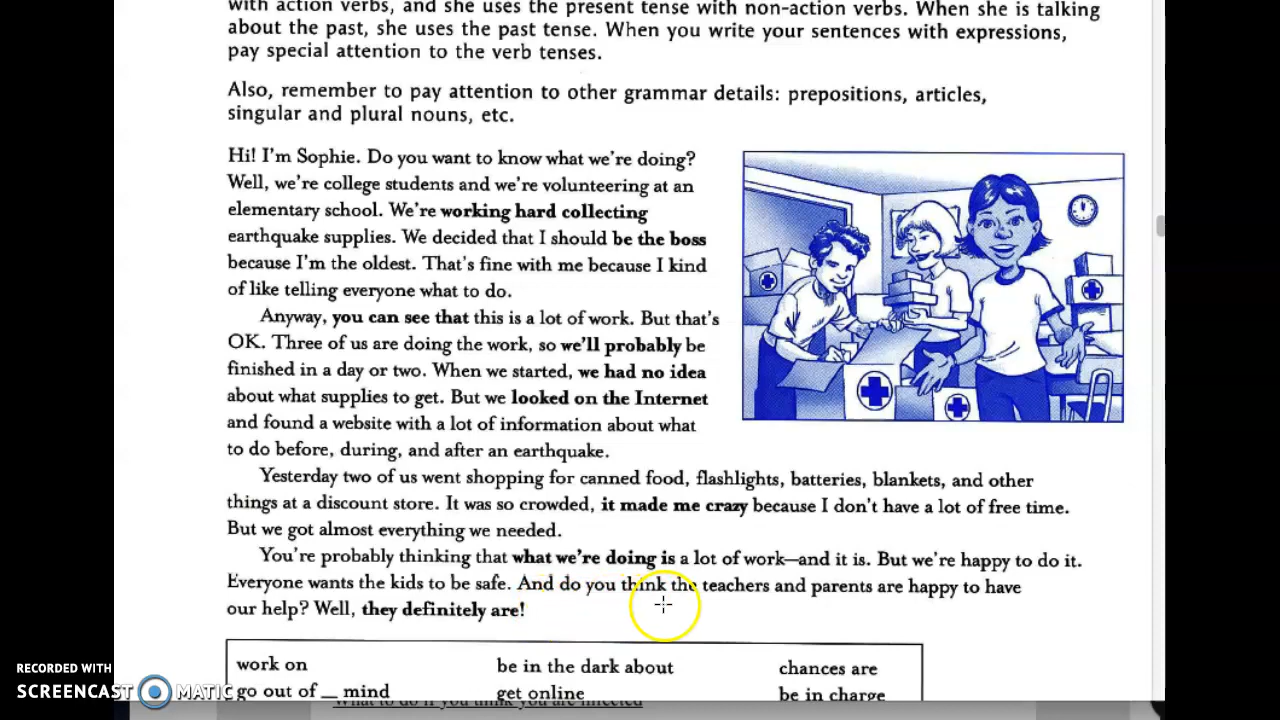 with action verbs, and she uses the present tense with non-action verbs. When she is talking
about the past, she uses the past tense. When you write your sentences with expressions,
pay special attention to the verb tenses.
Also, remember to pay attention to other grammar details: prepositions, articles,
singular and plural nouns, etc.
Hi! I'm Sophie. Do you want to know what we're doing?
Well, we're college students and we're volunteering at an
elementary school. We're working hard collecting
earthquake supplies. We decided that I should be the boss
because I'm the oldest. That's fine with me because I kind
of like telling everyone what to do.
Anyway, you can see that this is a lot of work. But that's
OK. Three of us are doing the work, so we'll probably be
finished in a day or two. When we started, we had no idea
about what supplies to get. But we looked on the Internet
and found a website with a lot of information about what
to do before, during, and after an earthquake.
Yesterday two of us went shopping for canned food, flashlights, batteries, blankets, and other
things at a discount store. It was so crowded, it made me crazy because I don't have a lot of free time.
But we got almost everything we needed.
You're probably thinking that what we're doing is a lot of work—and it is. But we're happy to do it.
Everyone wants the kids to be safe. And do you think the teachers and parents are happy to have
our help? Well, they definitely are!
work on be in the dark about chances are
go out of _ mind get online be in charge
What to do if you think you are infected
RECORDED WITH
SCREENCAST MATIC